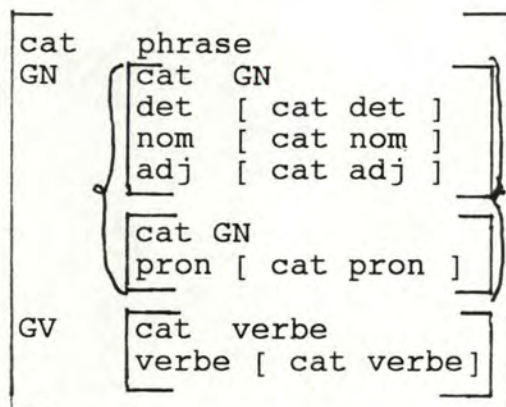 cat phrase
GN cat GN
det [ cat det ]
nom [ cat nom ]
adj [ cat adj ]
cat GN
pron [ cat pron ]
GV cat verbe
verbe [ cat verbe]